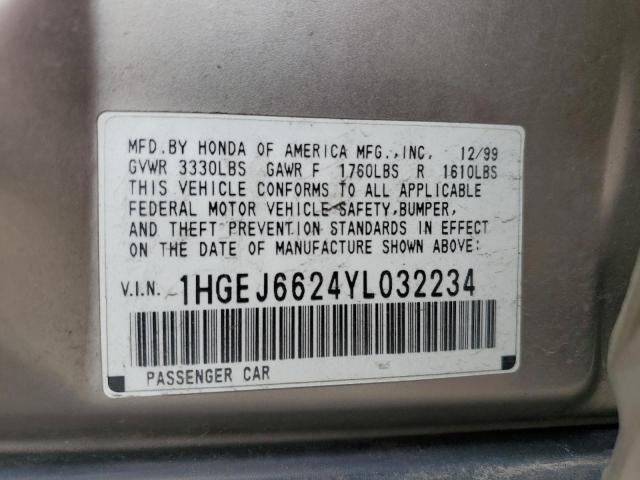 MFD.BY HONDA OF AMERICA MFG.,INC. 12/99
GVWR 3330LBS GAWR F 1760LBS R 1610LBS
THIS VEHICLE CONFORMS TO ALL APPLICABLE
FEDERAL MOTOR VEHICLE SAFETY,BUMPER,
AND THEFT PREVENTION STANDARDS IN EFFECT
ON THE DATE OF MANUFACTURE SHOWN ABOVE:
V.I.N. 1HGEJ6624YL032234
PASSENGER CAR